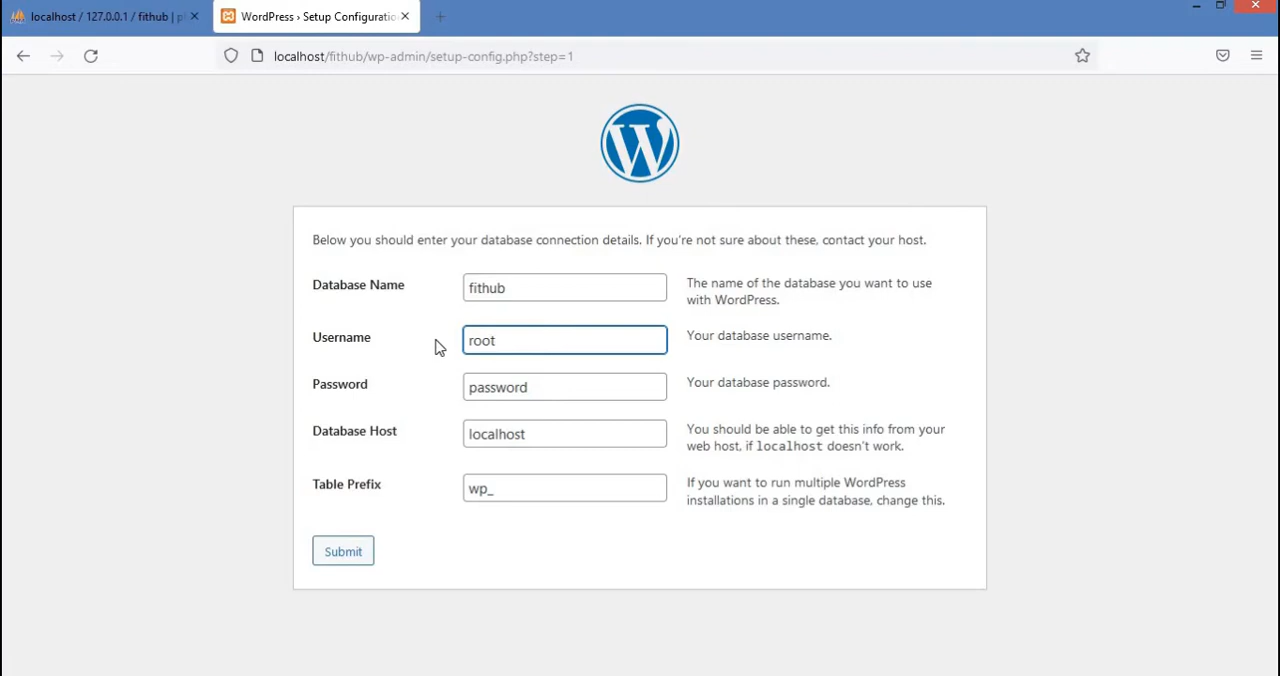 localhost / 127.0.0.1 / fithub | p
WordPress › Setup Configuratio
localhost/fithub/wp-admin/setup-config.php?step=1
Below you should enter your database connection details. If you're not sure about these, contact your host.
Database Name
fithub
The name of the database you want to use
with WordPress.
Username
root
Your database username.
Password
password
Your database password.
Database Host
localhost
You should be able to get this info from your
web host, if localhost doesn't work.
Table Prefix
wp_
If you want to run multiple WordPress
installations in a single database, change this.
Submit